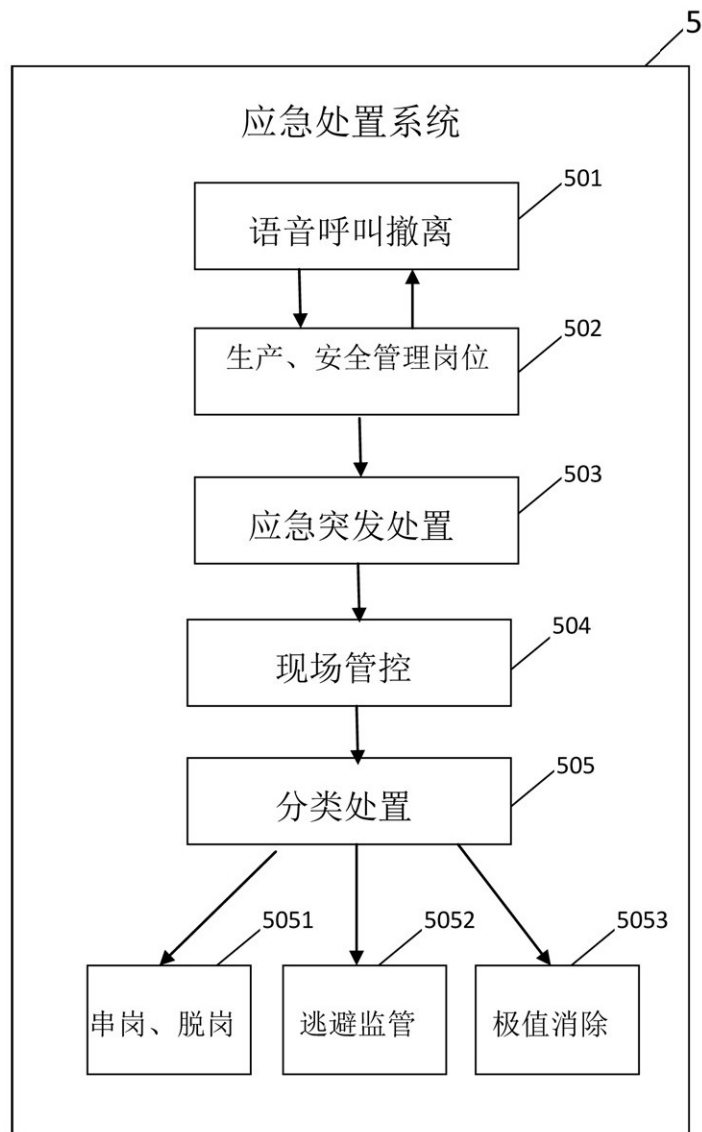 5
应急处置系统
501
语音呼叫撤离
502
生产、安全管理岗位
503
应急突发处置
504
现场管控
505
分类处置
5051
5052
5053
串岗、脱岗
逃避监管
极值消除